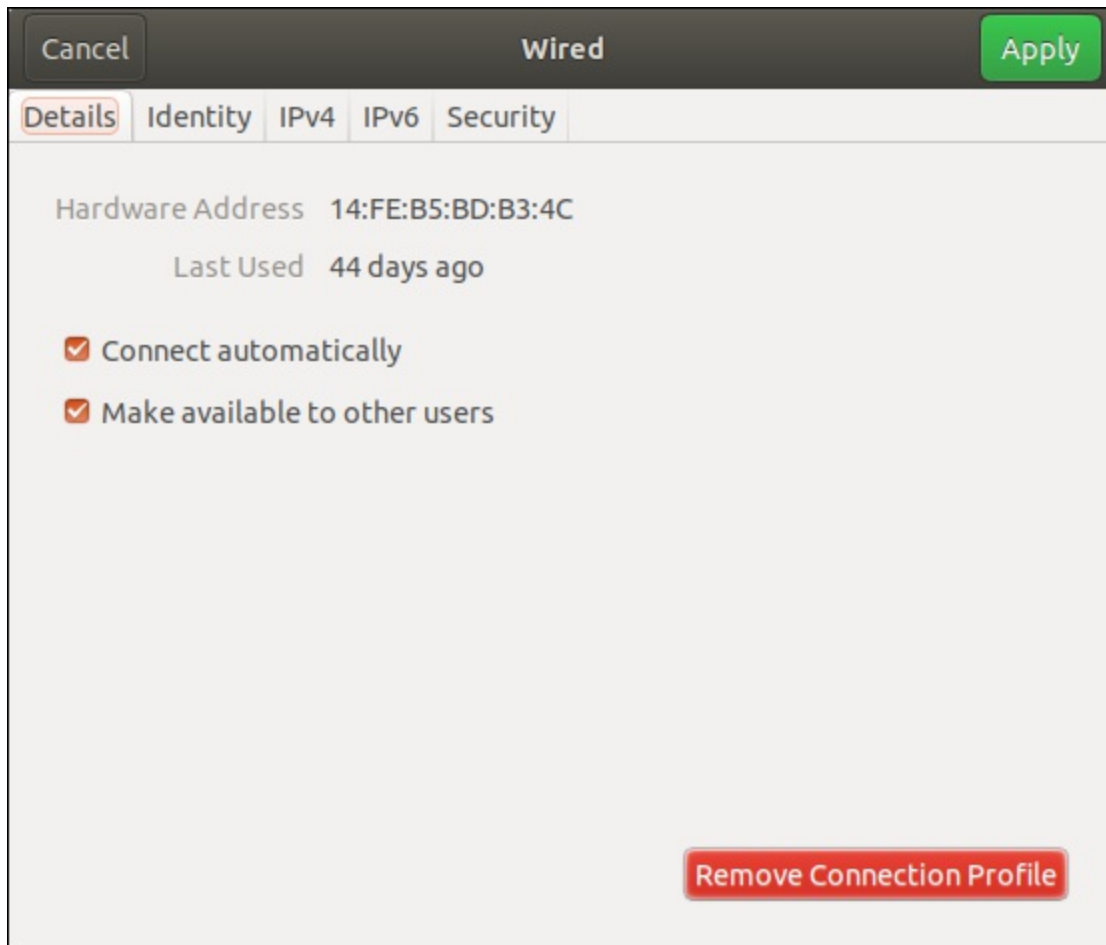 Cancel Wired Apply
Details Identity IPv4 IPv6 Security
Hardware Address 14:FE:B5:BD:B3:4C
Last Used 44 days ago
Connect automatically
Make available to other users
Remove Connection Profile